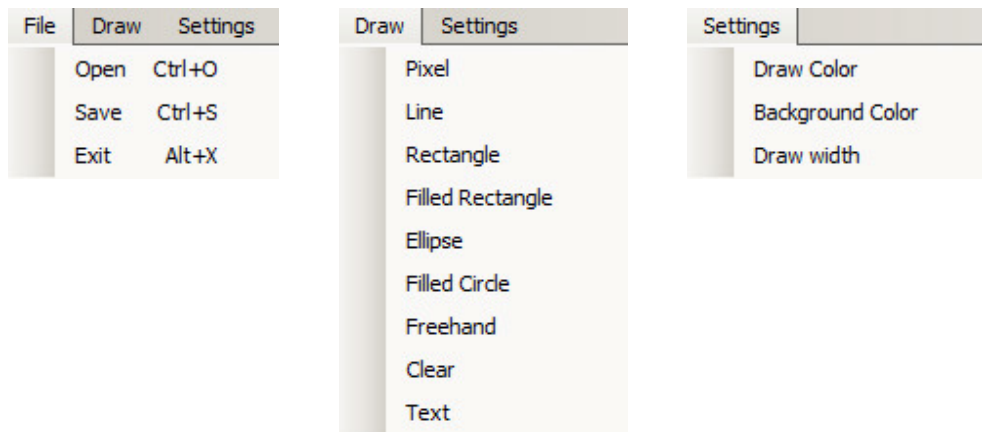 File Draw Settings
Open Ctrl+O
Save Ctrl+S
Exit Alt+X
Draw Settings
Pixel
Line
Rectangle
Filled Rectangle
Ellipse
Filled Circle
Freehand
Clear
Text
Settings
Draw Color
Background Color
Draw width